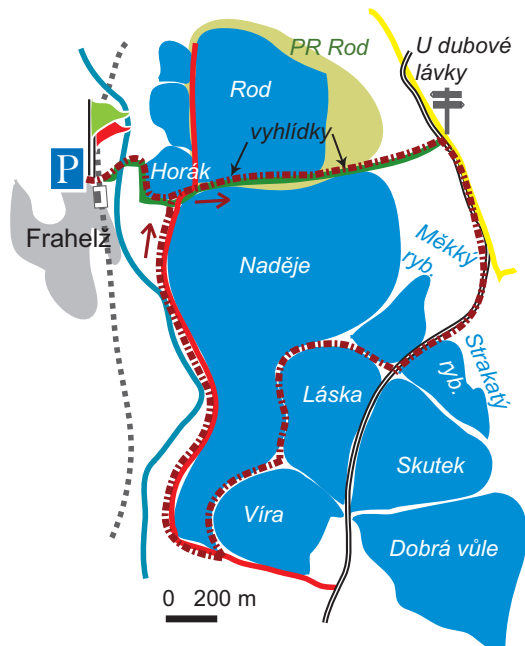 PR Rod
U dubové
lávky
Rod
vyhlídky
P
Horák
Frahelž
Naděje
Měkký
ryb.
Strakatý
ryb.
Láska
Skutek
Víra
Dobrá vůle
0 200 m